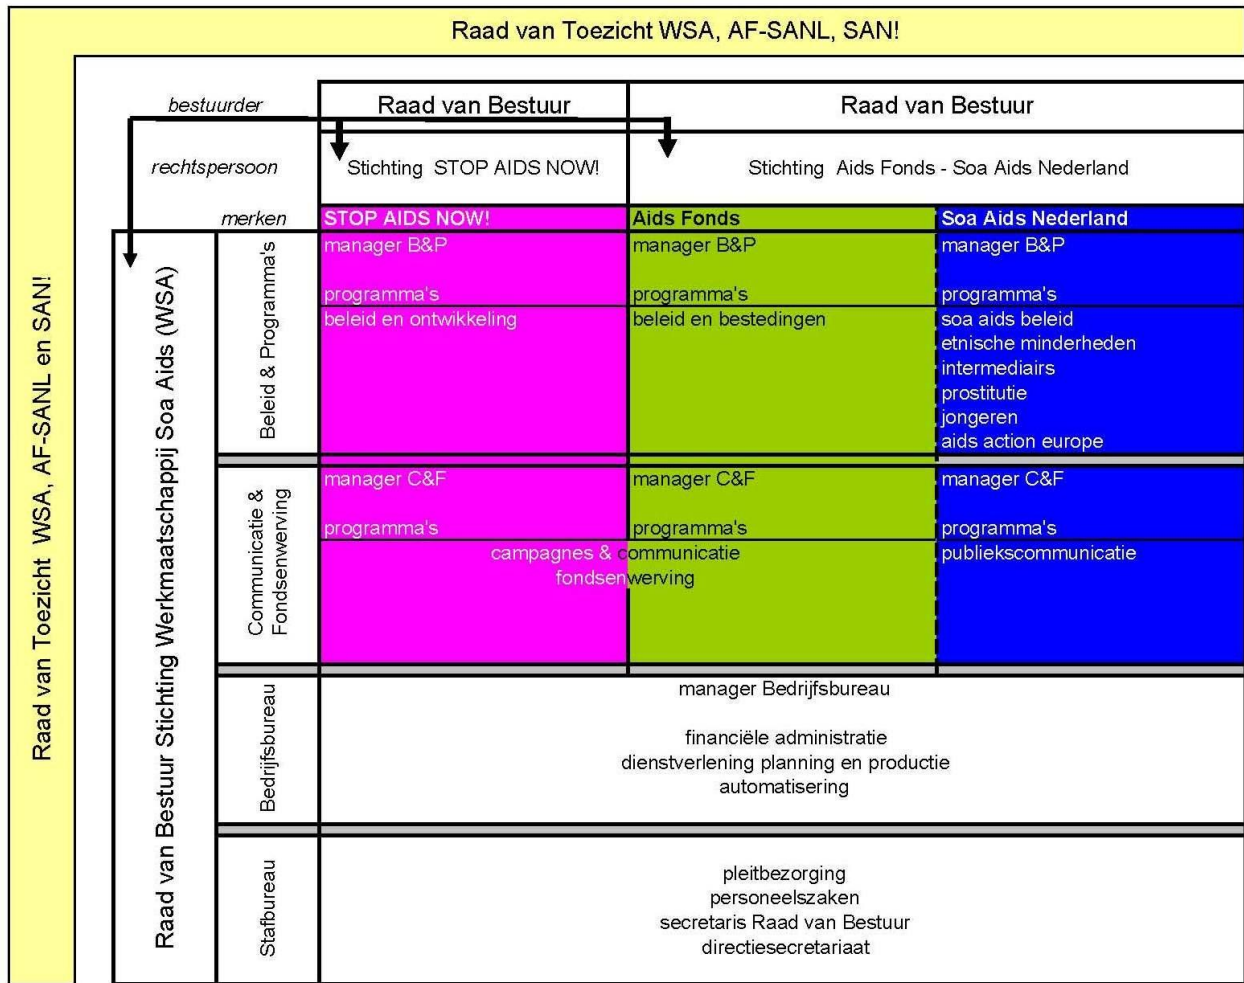 Raad van Toezicht WSA, AF-SANL, SAN!
Raad van Toezicht WSA, AF-SANL en SAN!
bestuurder
Raad van Bestuur
Raad van Bestuur
rechtspersoon
Stichting STOP AIDS NOW!
Stichting Aids Fonds - Soa Aids Nederland
merken
STOP AIDS NOW!
Aids Fonds
Soa Aids Nederland
Raad van Bestuur Stichting Werkmaatschappij Soa Aids (WSA)
Beleid & Programma's
manager B&P
programma's
beleid en ontwikkeling
manager B&P
programma's
beleid en bestedingen
manager B&P
programma's
soa aids beleid
etnische minderheden
intermediairs
prostitutie
jongeren
aids action europe
Communicatie &
Fondsenwerving
manager C&F
programma's
manager C&F
programma's
campagnes & communicatie
fondsenwerving
manager C&F
programma's
publiekscommunicatie
Bedrijfsbureau
manager Bedrijfsbureau
financiële administratie
dienstverlening planning en productie
automatisering
Stafbureau
pleitbezorging
personeelszaken
secretaris Raad van Bestuur
directiesecretariaat